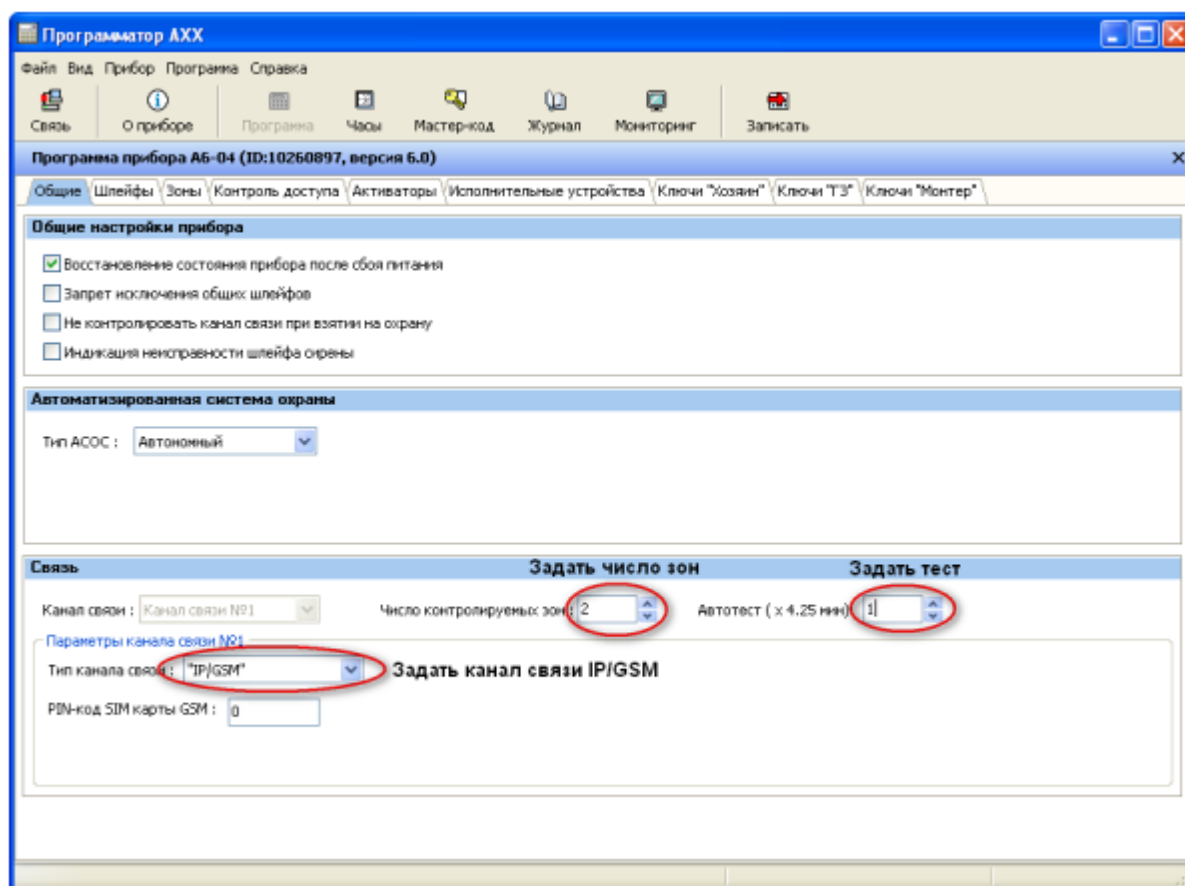 Программатор АХХ
Файл Вид Прибор Программа Справка
Связь О приборе Программа Часы Мастер-код Журнал Мониторинг Записать
Программа прибора А6-04 (ID:10260897, версия 6.0)
Общие Шлейфы Зоны Контроль доступа Активаторы Исполнительные устройства Ключи "Хозяин" Ключи "ГЗ" Ключи "Монтер"
Общие настройки прибора
Восстановление состояния прибора после сбоя питания
Запрет исключения общих шлейфов
Не контролировать канал связи при взятии на охрану
Индикация неисправности шлейфа сирены
Автоматизированная система охраны
Тип АСОС : Автономный
Связь Задать число зон Задать тест
Канал связи : Канал связи №1 Число контролируемых зон : 2 Автотест ( x 4.25 мин) 1
Параметры канала связи №1
Тип канала связи : "IP/GSM" Задать канал связи IP/GSM
PIN-код SIM карты GSM : 0